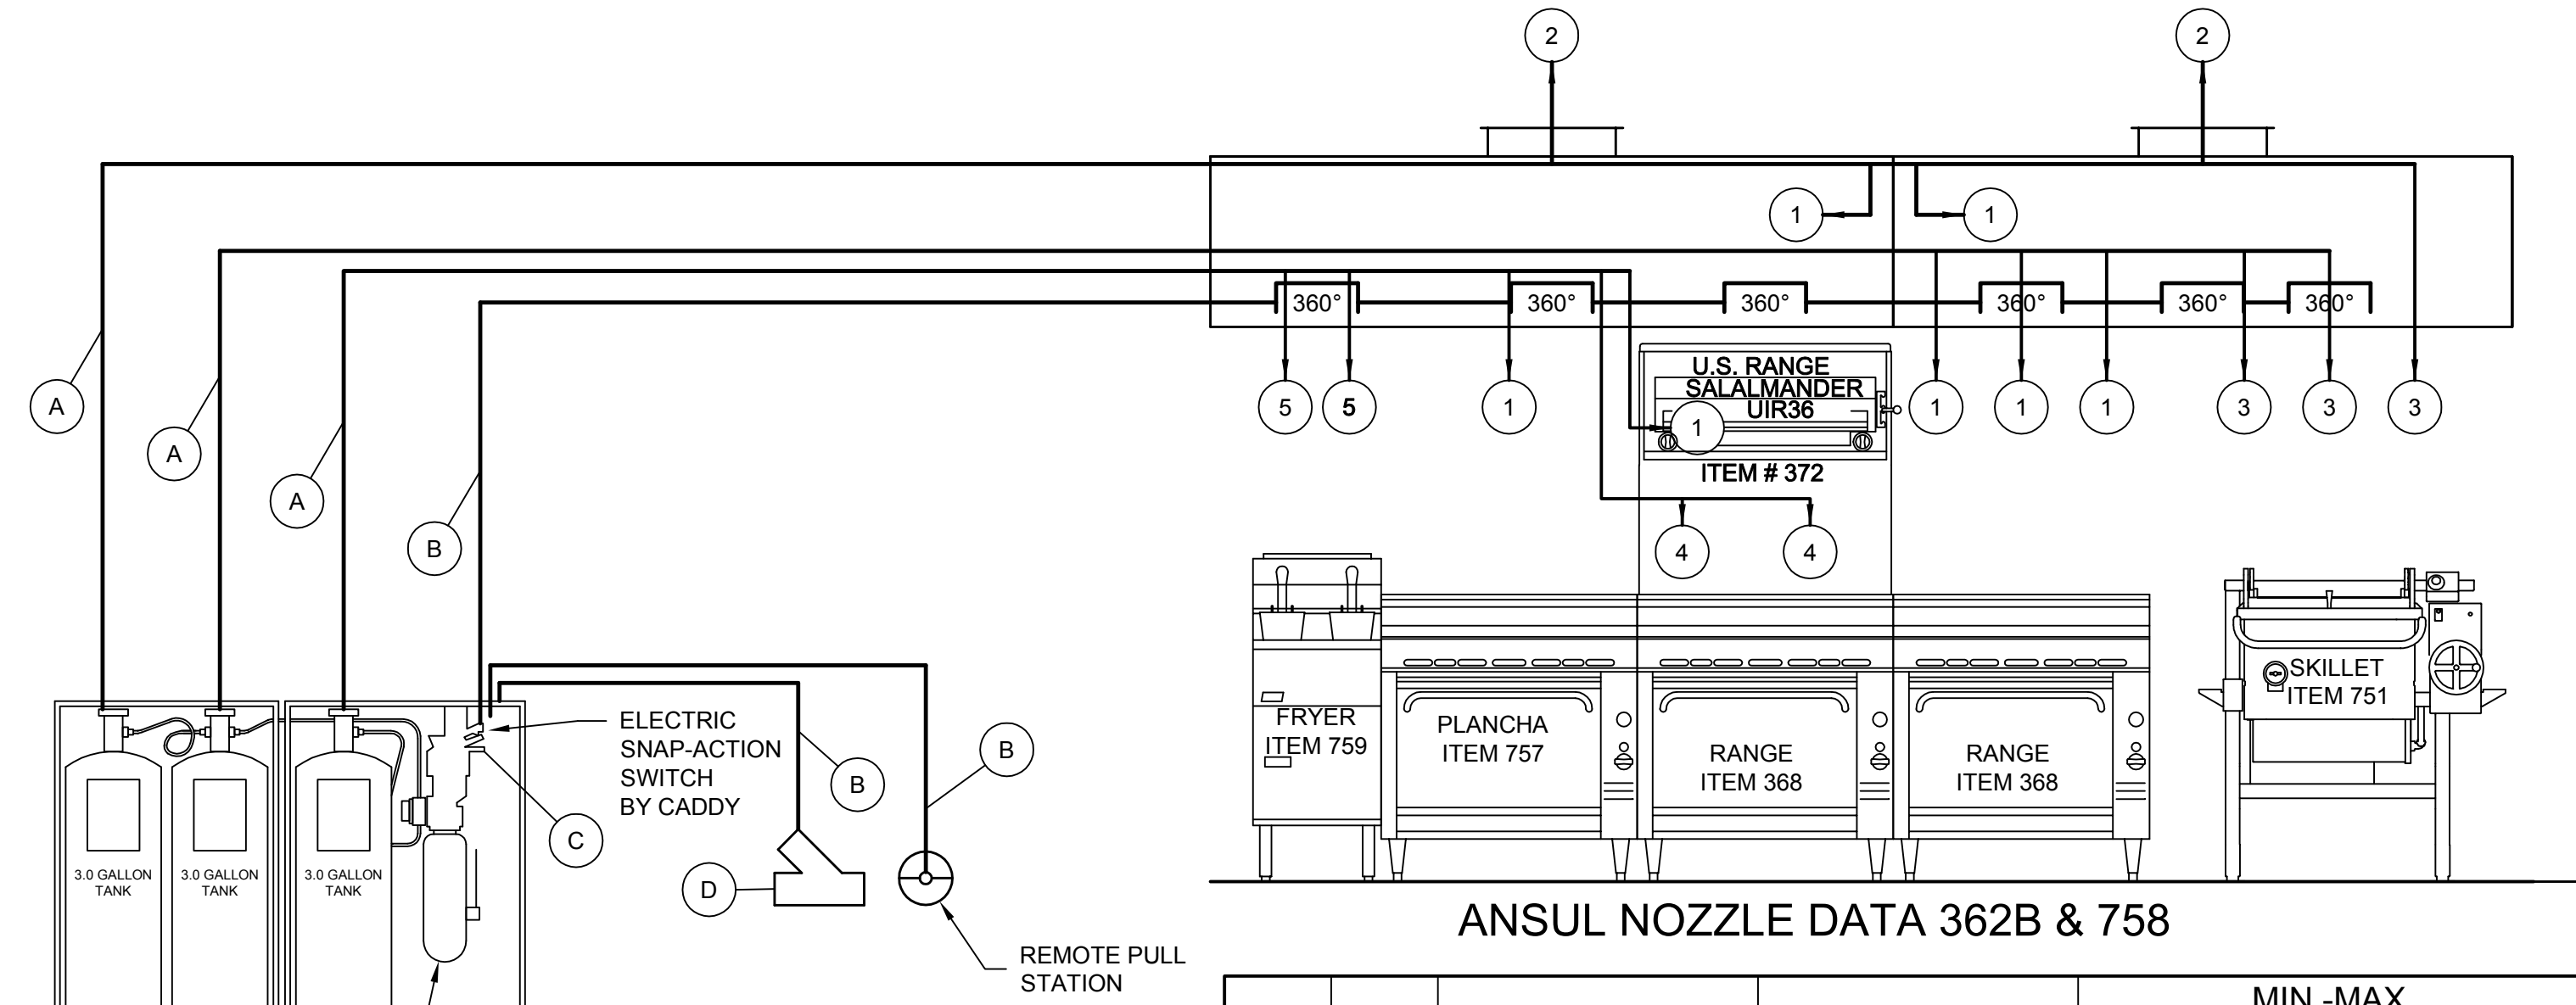 2
2
1
1
360°
360°
360°
360°
360°
360°
A
A
A
B
5
5
1
U.S. RANGE
SALALMANDER
UIR36
1
ITEM # 372
1
1
1
3
3
3
4
4
ELECTRIC
SNAP-ACTION
SWITCH
BY CADDY
B
B
C
D
REMOTE PULL
STATION
3.0 GALLON
TANK
3.0 GALLON
TANK
3.0 GALLON
TANK
FRYER
ITEM 759
PLANCHA
ITEM 757
RANGE
ITEM 368
RANGE
ITEM 368
SKILLET
ITEM 751
ANSUL NOZZLE DATA 362B & 758
MIN.-MAX